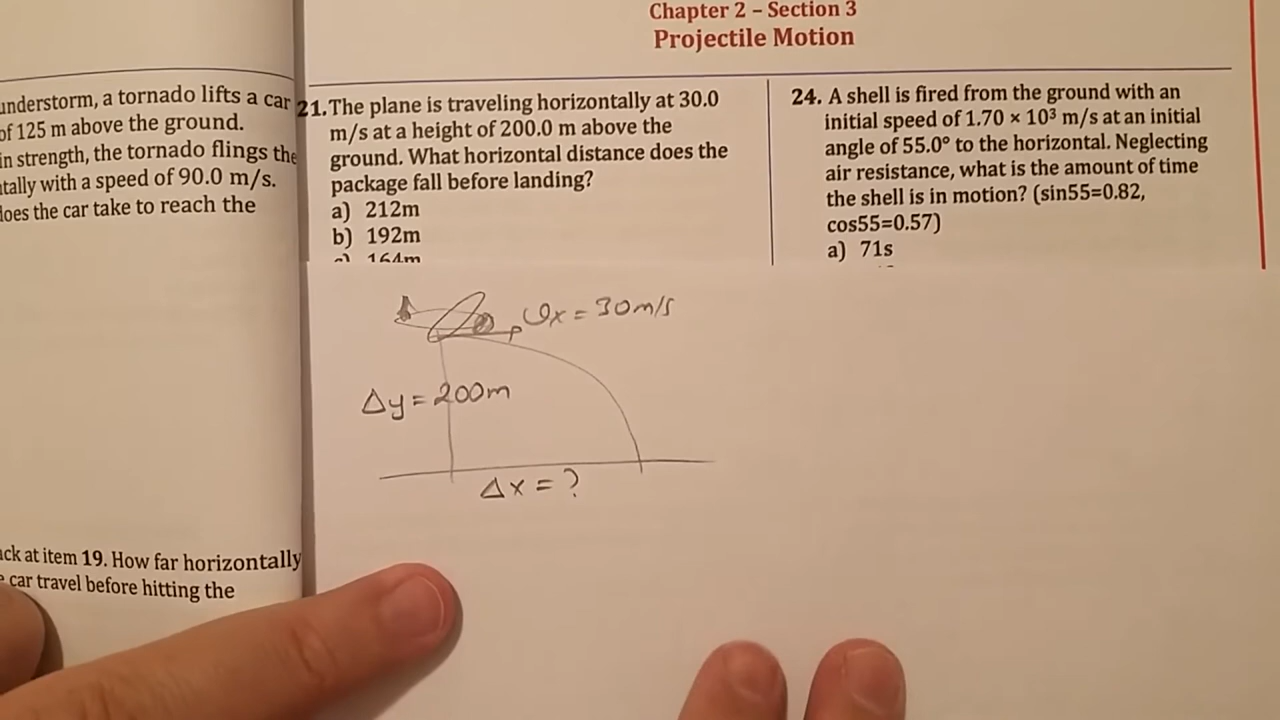 Chapter 2 – Section 3
Projectile Motion
understorm, a tornado lifts a car
of 125 m above the ground.
in strength, the tornado flings the
ntally with a speed of 90.0 m/s.
does the car take to reach the
ack at item 19. How far horizontally
car travel before hitting the
21. The plane is traveling horizontally at 30.0
m/s at a height of 200.0 m above the
ground. What horizontal distance does the
package fall before landing?
a) 212m
b) 192m
c) 164m
Vx = 30m/s
Δy = 200m
Δx = ?
24. A shell is fired from the ground with an
initial speed of 1.70 × 10³ m/s at an initial
angle of 55.0° to the horizontal. Neglecting
air resistance, what is the amount of time
the shell is in motion? (sin55=0.82,
cos55=0.57)
a) 71s